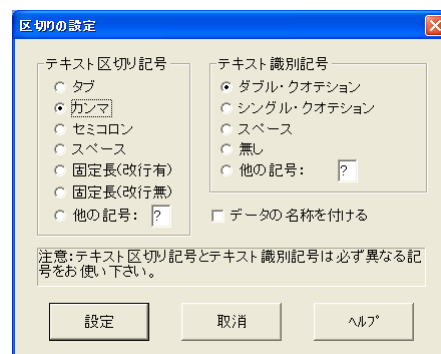 区切りの設定
テキスト区切り記号
タブ
カンマ
セミコロン
スペース
固定長(改行有)
固定長(改行無)
他の記号: ?
テキスト識別記号
ダブル・クオテション
シングル・クオテション
スペース
無し
他の記号: ?
データの名称を付ける
注意:テキスト区切り記号とテキスト識別記号は必ず異なる記
号をお使い下さい。
設定 取消 ヘルプ